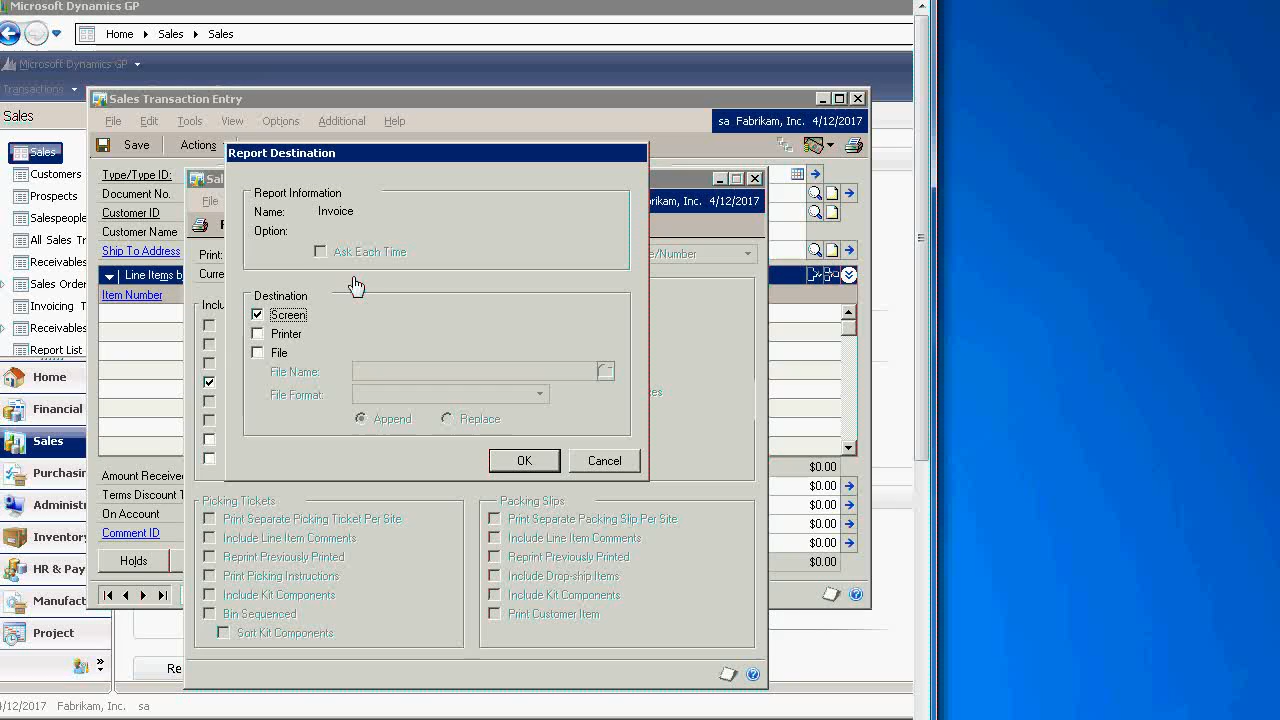 Microsoft Dynamics GP
Home Sales Sales
Microsoft Dynamics GP
Transactions
Sales Transaction Entry
Sales
File Edit Tools View Options Additional Help
sa Fabrikam, Inc. 4/12/2017
Save Actions
Report Destination
Sales
Customers
Prospects
Salespeople
All Sales Tr
Receivables
Sales Order
Invoicing T
Receivables
Report List
Home
Financial
Sales
Purchasin
Administ
Inventory
HR & Pay
Manufact
Project
Type/Type ID:
Document No.
Customer ID
Customer Name
Ship To Address
Line Items b
Item Number
Sal
File
rikam, Inc. 4/12/2017
Print:
e/Number
Curre
Inclu
ces
Report Information
Name: Invoice
Option:
Ask Each Time
Destination
Screen
Printer
File
File Name:
File Format:
Append Replace
OK Cancel
Amount Receive
Terms Discount T
On Account
Comment ID
Holds
$0.00
$0.00
$0.00
$0.00
$0.00
$0.00
Picking Tickets
Print Separate Picking Ticket Per Site
Include Line Item Comments
Reprint Previously Printed
Print Picking Instructions
Include Kit Components
Bin Sequenced
Sort Kit Components
Packing Slips
Print Separate Packing Slip Per Site
Include Line Item Comments
Reprint Previously Printed
Include Drop-ship Items
Include Kit Components
Print Customer Item
Re
4/12/2017 Fabrikam, Inc. sa